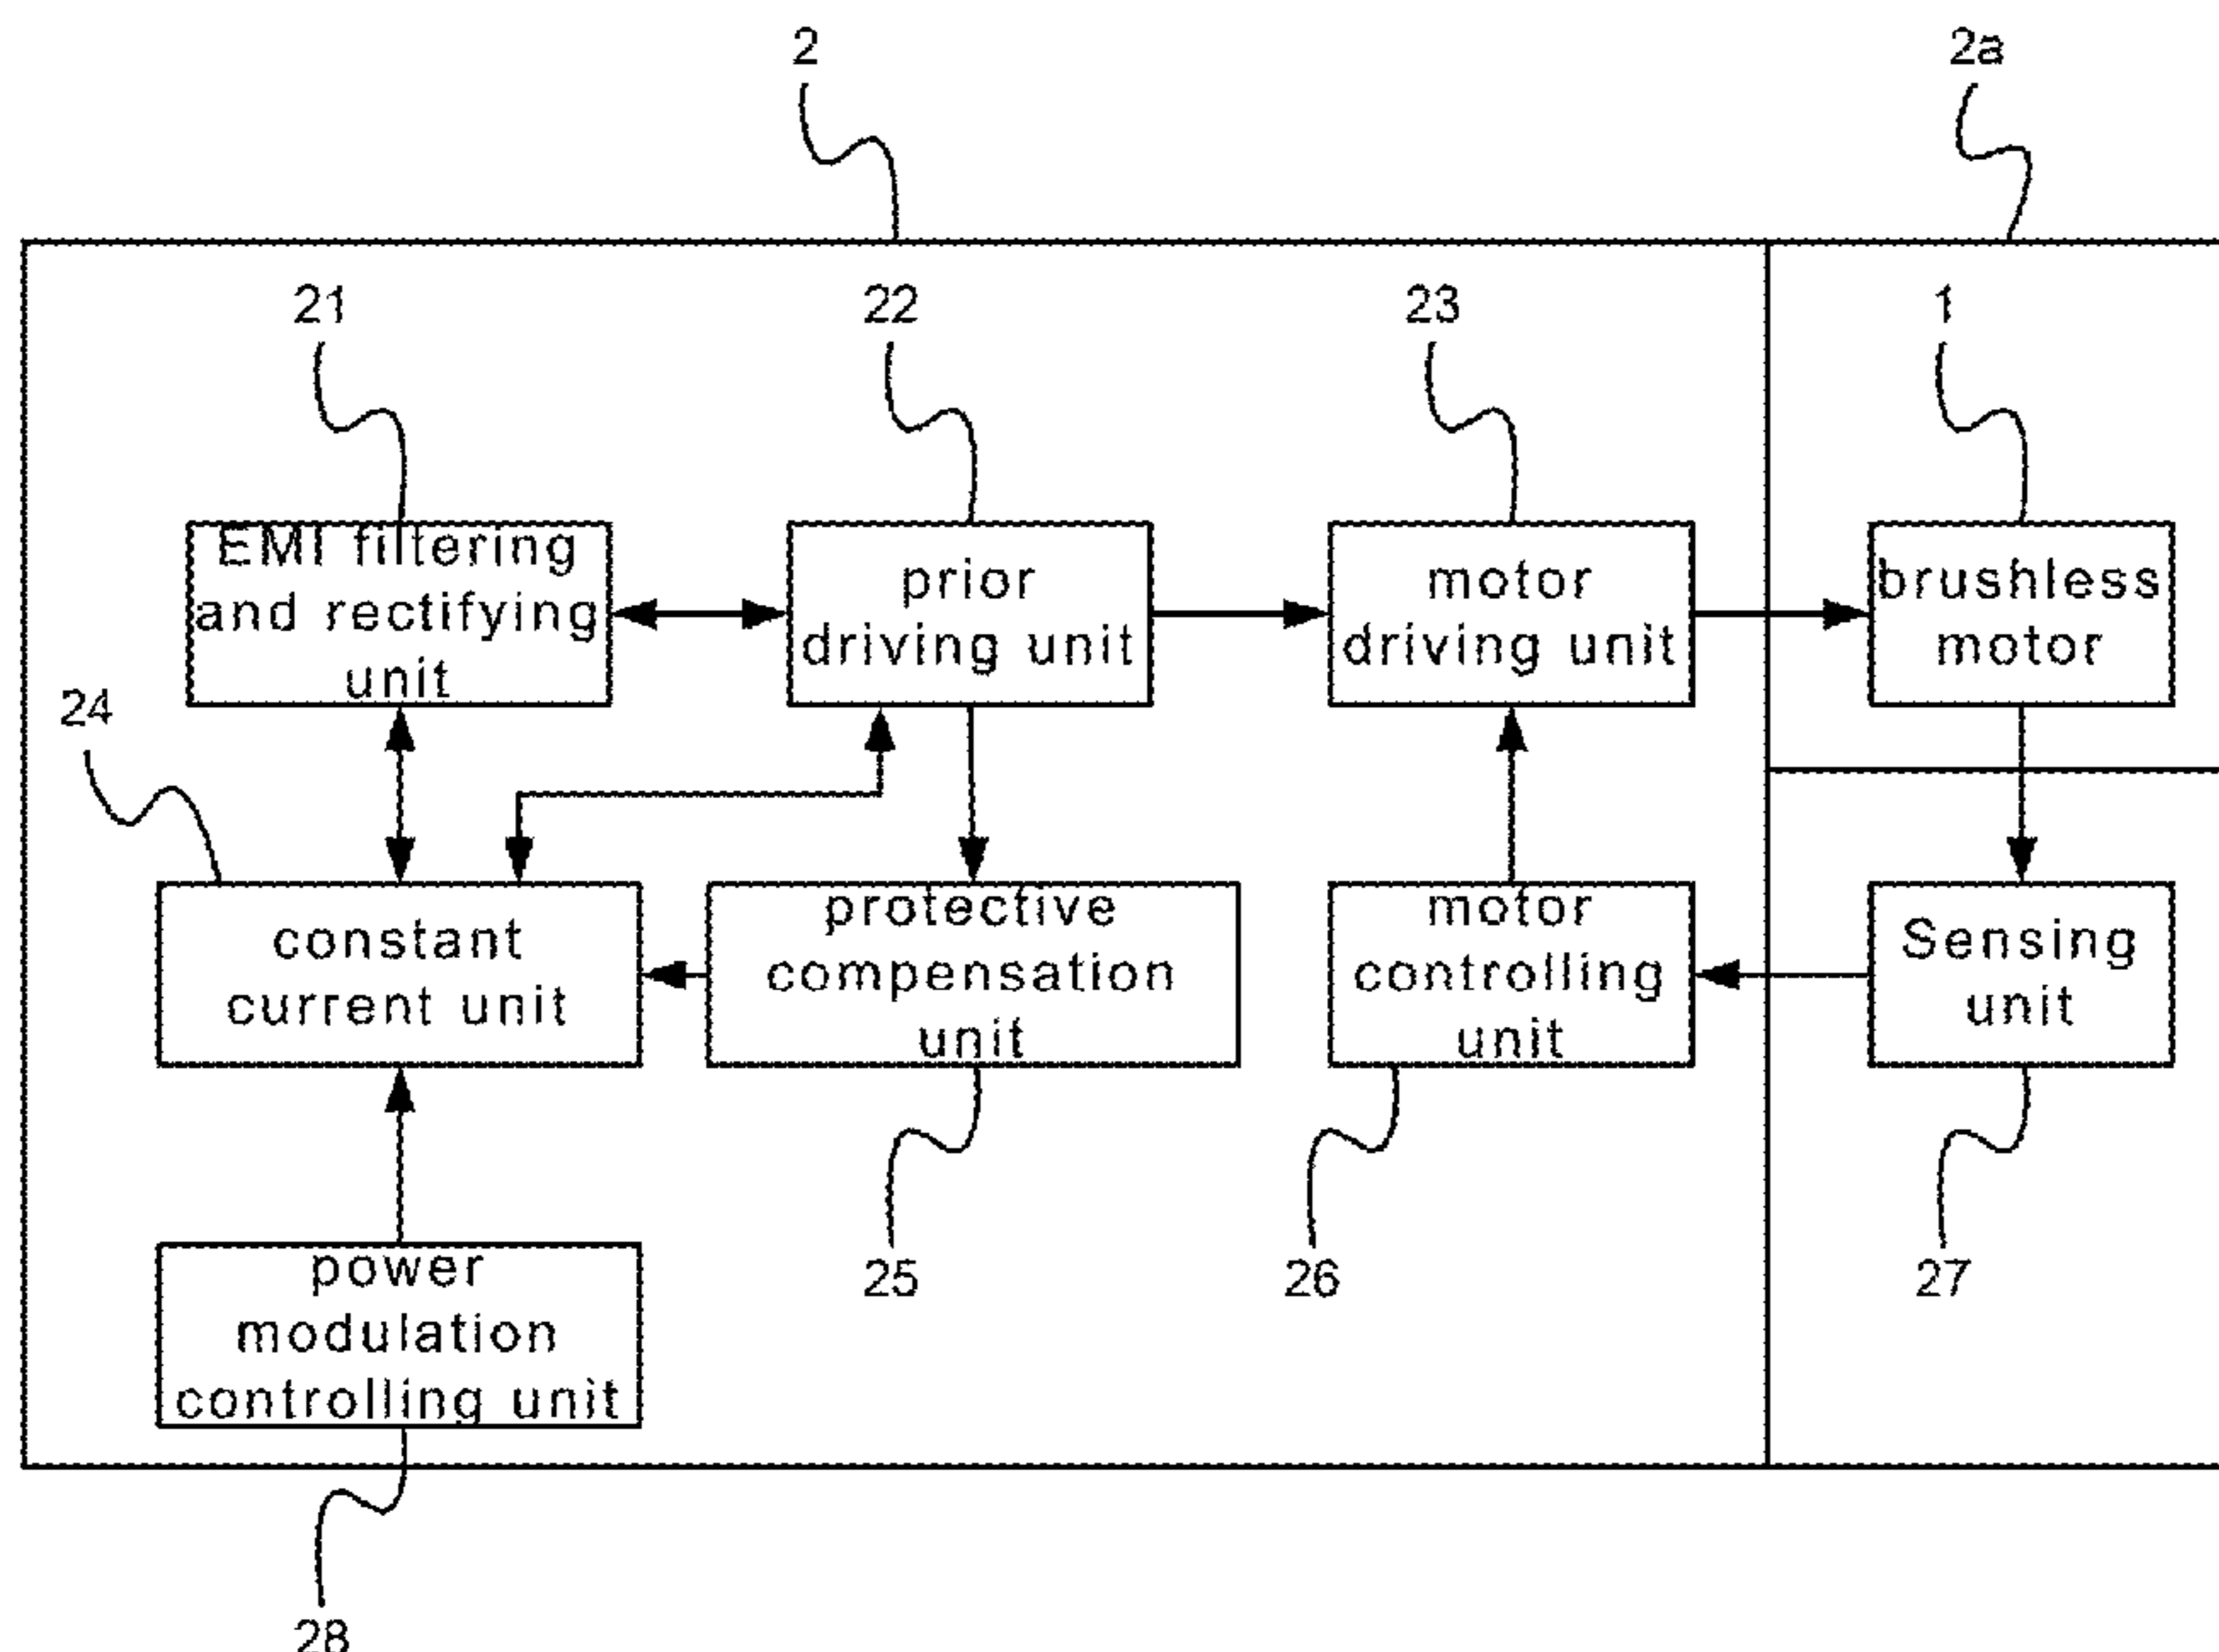 2
2a
21
22
23
1
EMI filtering
and rectifying
unit
prior
driving unit
motor
driving unit
brushless
motor
24
constant
current unit
protective
compensation
unit
motor
controlling
unit
Sensing
unit
power
modulation
controlling unit
25
26
27
28